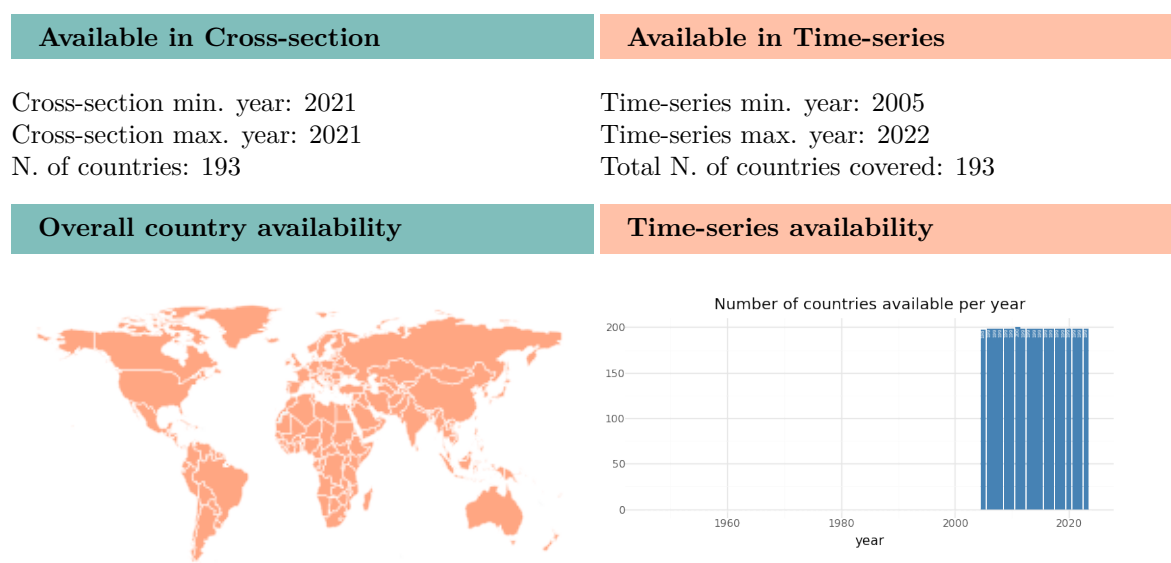 Available in Cross-section
Available in Time-series
Cross-section min. year: 2021
Cross-section max. year: 2021
N. of countries: 193
Time-series min. year: 2005
Time-series max. year: 2022
Total N. of countries covered: 193
Overall country availability
Time-series availability
Number of countries available per year
200
150
100
50
0
1960 1980 2000 2020
year